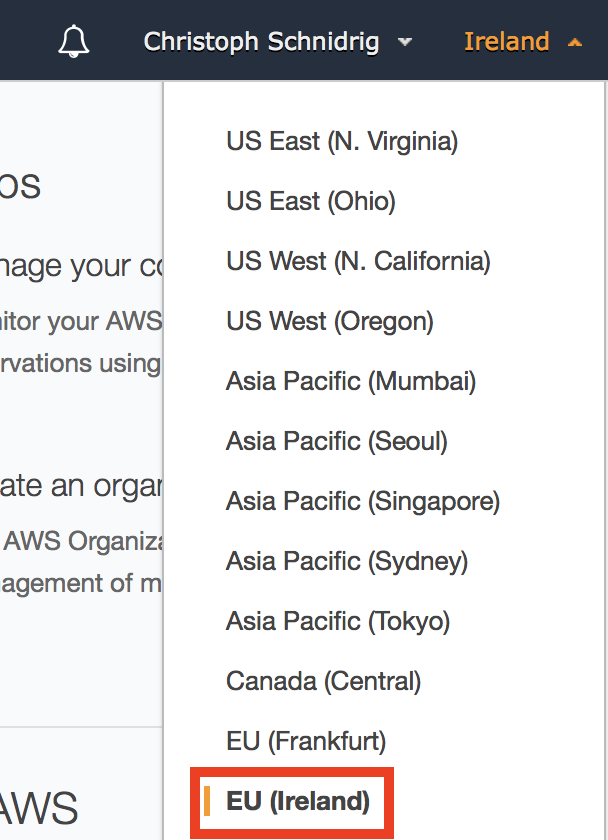 Christoph Schnidrig
Ireland
os
nage your co
itor your AWS
rvations using
ate an organ
AWS Organiza
agement of m
AWS
US East (N. Virginia)
US East (Ohio)
US West (N. California)
US West (Oregon)
Asia Pacific (Mumbai)
Asia Pacific (Seoul)
Asia Pacific (Singapore)
Asia Pacific (Sydney)
Asia Pacific (Tokyo)
Canada (Central)
EU (Frankfurt)
EU (Ireland)